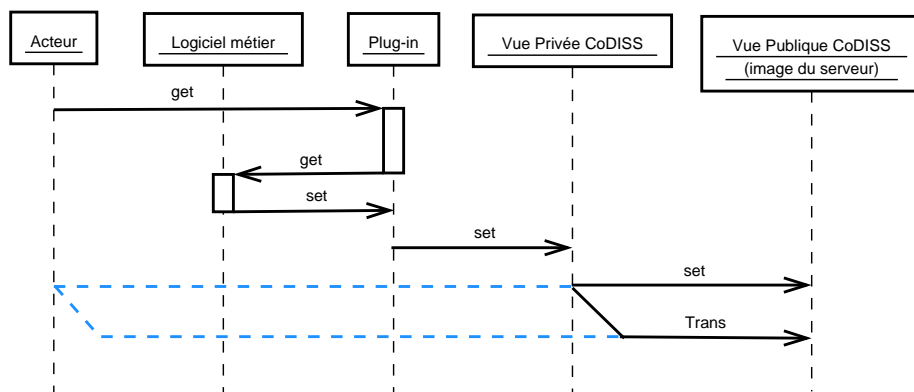 Acteur
Logiciel métier
Plug-in
Vue Privée CoDISS
Vue Publique CoDISS
(image du serveur)
get
get
set
set
set
Trans